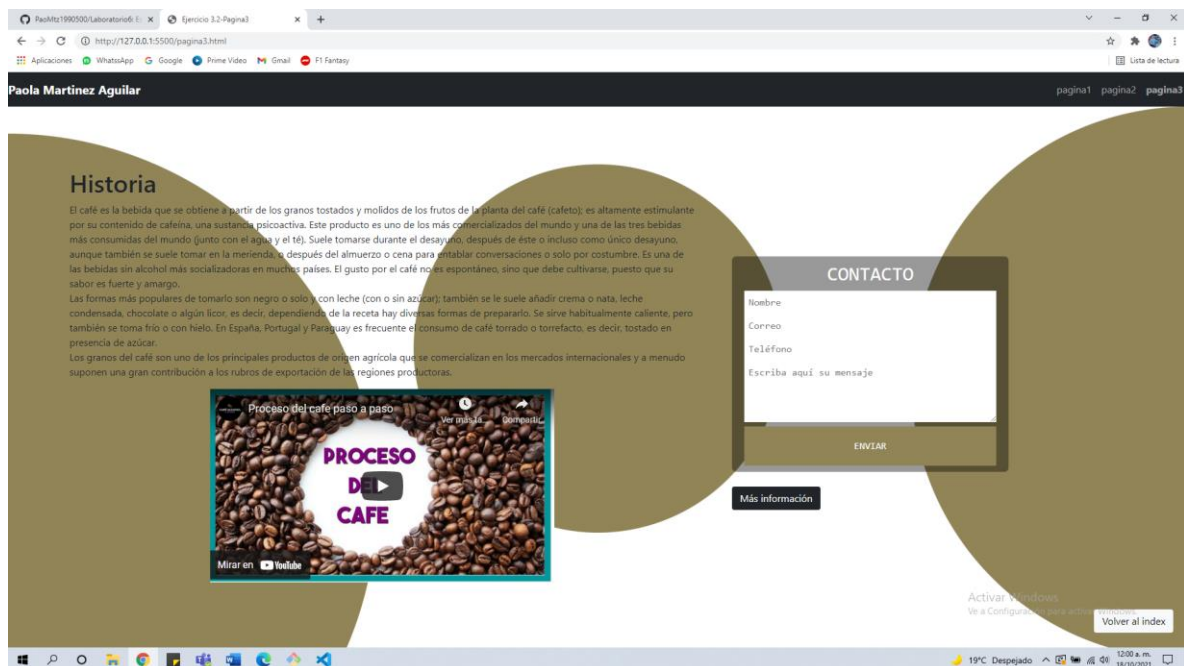 PaoMtz1990500/Laboratorio6: E
Ejercicio 3.2-Pagina3
http://127.0.0.1:5500/pagina3.html
Aplicaciones WhatssApp Google Prime Video Gmail F1 Fantasy
Lista de lectura
Paola Martinez Aguilar
pagina1 pagina2 pagina3
Historia
El café es la bebida que se obtiene a partir de los granos tostados y molidos de los frutos de la planta del café (cafeto); es altamente estimulante
por su contenido de cafeína, una sustancia psicoactiva. Este producto es uno de los más comercializados del mundo y una de las tres bebidas
más consumidas del mundo (junto con el agua y el té). Suele tomarse durante el desayuno, después de éste o incluso como único desayuno,
aunque también se suele tomar en la merienda, o después del almuerzo o cena para entablar conversaciones o solo por costumbre. Es una de
las bebidas sin alcohol más socializadoras en muchos países. El gusto por el café no es espontáneo, sino que debe cultivarse, puesto que su
sabor es fuerte y amargo.
Las formas más populares de tomarlo son negro o solo y con leche (con o sin azúcar); también se le suele añadir crema o nata, leche
condensada, chocolate o algún licor, es decir, dependiendo de la receta hay diversas formas de prepararlo. Se sirve habitualmente caliente, pero
también se toma frío o con hielo. En España, Portugal y Paraguay es frecuente el consumo de café torrado o torrefacto, es decir, tostado en
presencia de azúcar.
Los granos del café son uno de los principales productos de origen agrícola que se comercializan en los mercados internacionales y a menudo
suponen una gran contribución a los rubros de exportación de las regiones productoras.
Proceso del cafe paso a paso
Ver más ta... Compartir
PROCESO
DEL
CAFE
Mirar en YouTube
CONTACTO
Nombre
Correo
Teléfono
Escriba aquí su mensaje
ENVIAR
Más información
Activar Windows
Ve a Configuración para activar Windows.
Volver al index
19°C Despejado
12:00 a. m.
18/10/2021